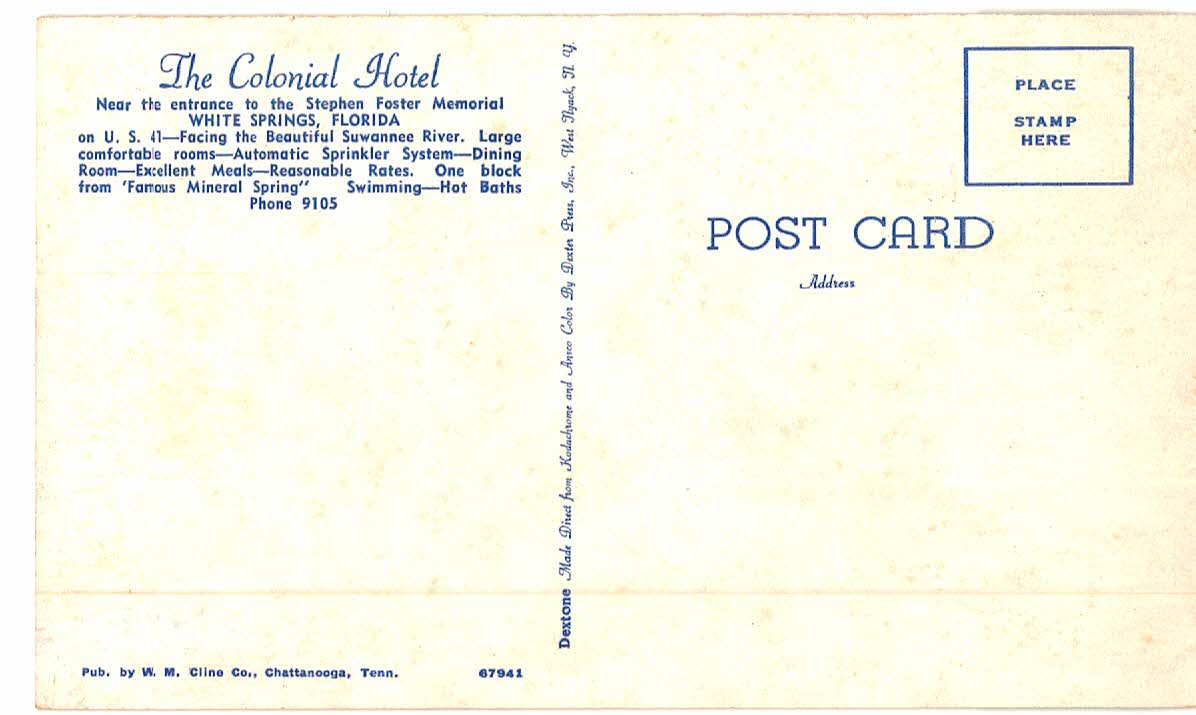 The Colonial Hotel
Near the entrance to the Stephen Foster Memorial
WHITE SPRINGS, FLORIDA
on U. S. 41—Facing the Beautiful Suwannee River. Large
comfortable rooms—Automatic Sprinkler System—Dining
Room—Excellent Meals—Reasonable Rates. One block
from 'Famous Mineral Spring" Swimming—Hot Baths
Phone 9105
Pub. by W. M. Cline Co., Chattanooga, Tenn. 67941
Dextone Made Direct from Kodachrome and Ansco Color By Dexter Press, Inc., West Nyack, N. Y.
PLACE
STAMP
HERE
POST CARD
Address